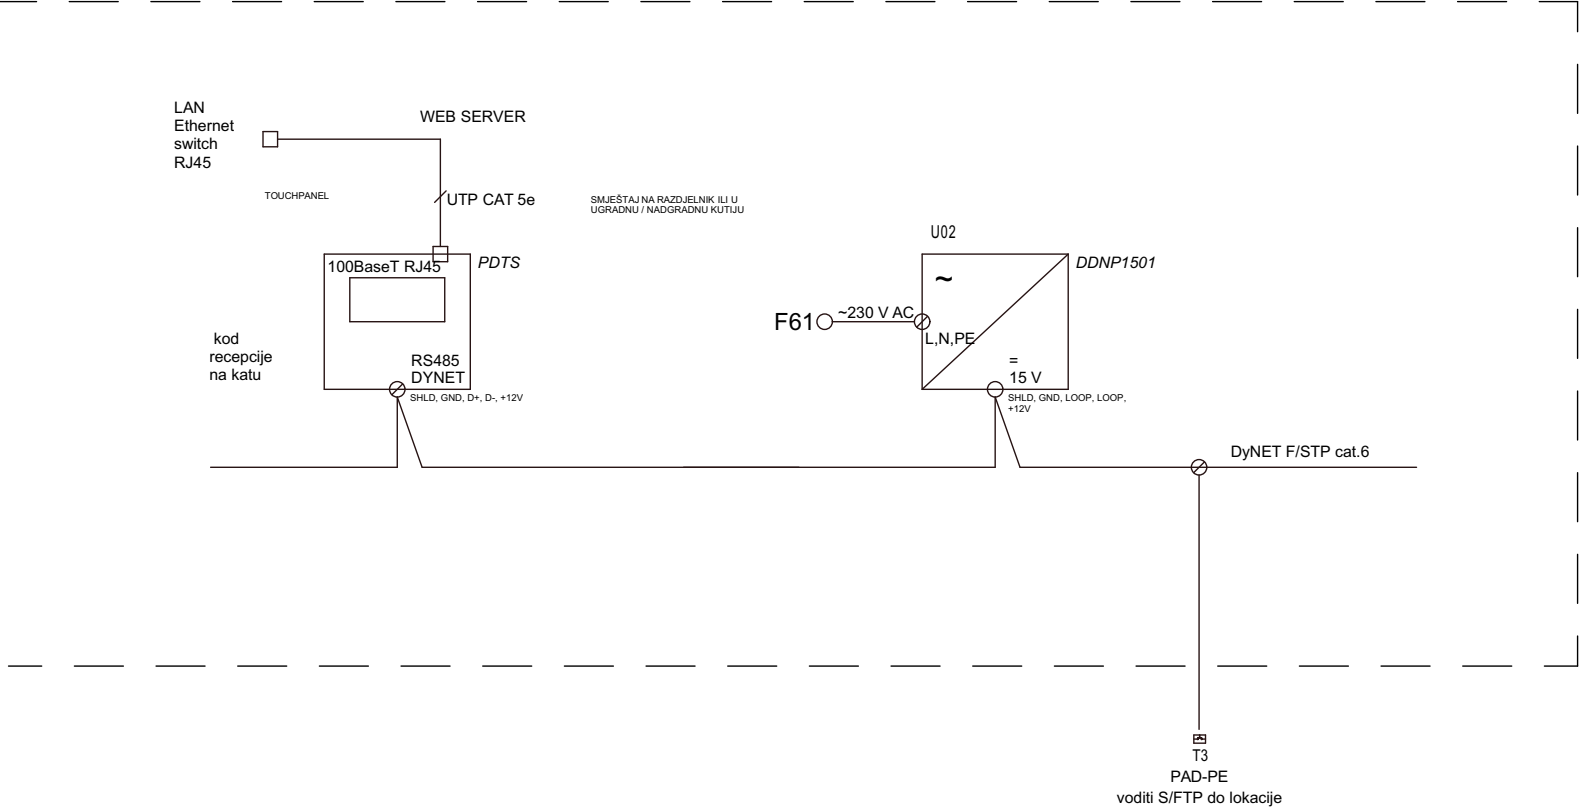 LAN
Ethernet
switch
RJ45
WEB SERVER
TOUCHPANEL
UTP CAT 5e
SMJEŠTAJ NA RAZDJELNIK ILI U
UGRADNU / NADGRADNU KUTIJU
U02
100BaseT RJ45
PDTS
~
DDNP1501
F61
~230 V AC
L,N,PE
kod
recepcije
na katu
RS485
DYNET
=
15 V
SHLD, GND, D+, D-, +12V
SHLD, GND, LOOP, LOOP,
+12V
DyNET F/STP cat.6
T3
PAD-PE
voditi S/FTP do lokacije